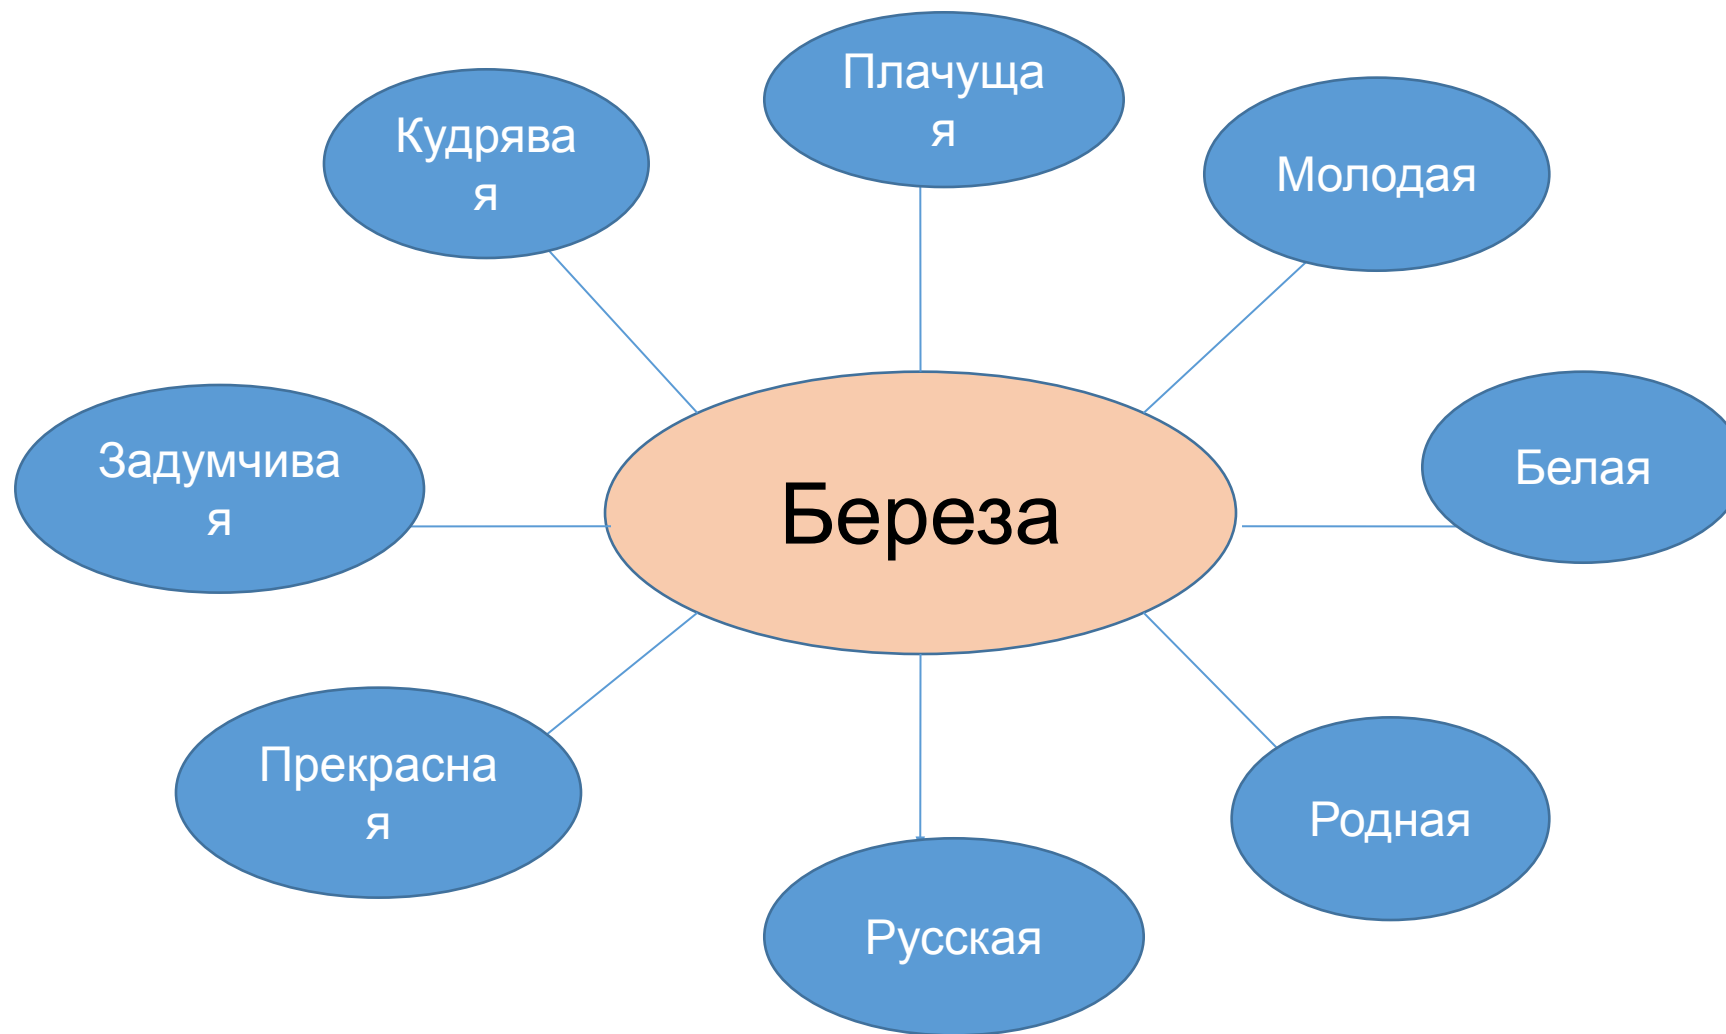 Плачуща
я
Кудрява
я
Молодая
Задумчива
я
Береза
Белая
Прекрасна
я
Родная
Русская